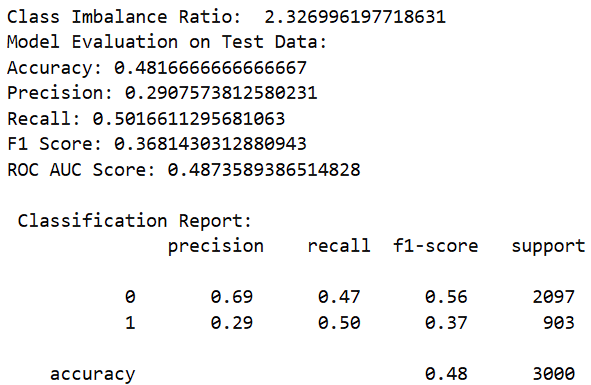 Class Imbalance Ratio:  2.326996197718631
Model Evaluation on Test Data:
Accuracy: 0.4816666666666667
Precision: 0.2907573812580231
Recall: 0.5016611295681063
F1 Score: 0.3681430312880943
ROC AUC Score: 0.4873589386514828
Classification Report:
precision    recall  f1-score   support
0       0.69      0.47      0.56      2097
1       0.29      0.50      0.37       903
accuracy                           0.48      3000